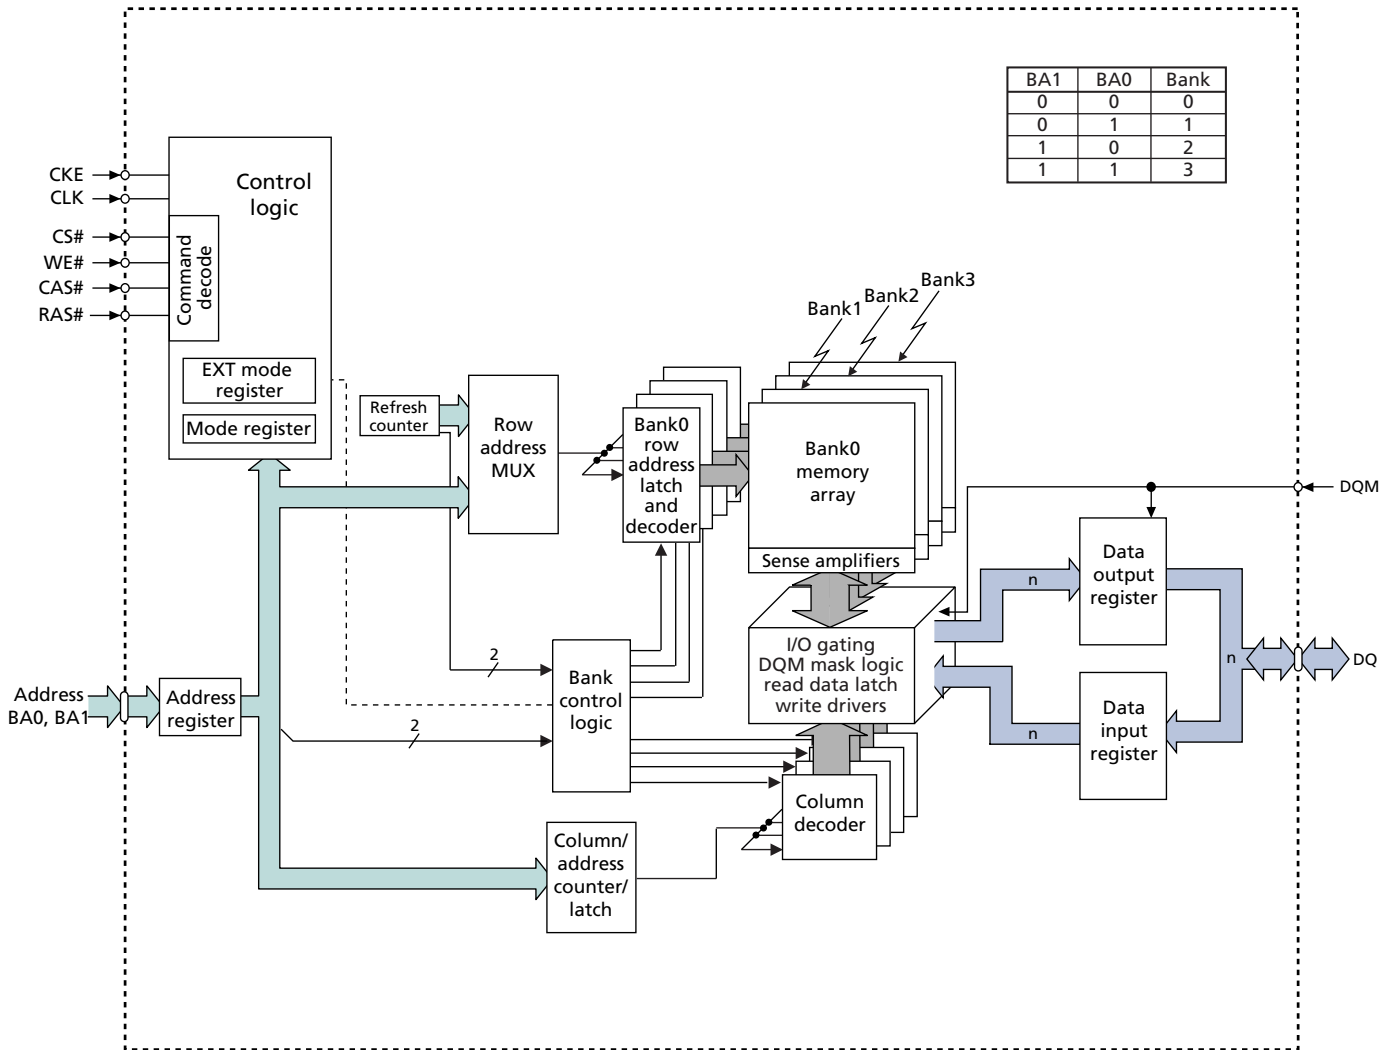 BA1 BA0 Bank
0 0 0
0 1 1
1 0 2
1 1 3
CKE
CLK
CS#
WE#
CAS#
RAS#
Control
logic
Command
decode
EXT mode
register
Mode register
Refresh
counter
Row
address
MUX
Bank0
row
address
latch
and
decoder
Bank1
Bank2
Bank3
Bank0
memory
array
Sense amplifiers
I/O gating
DQM mask logic
read data latch
write drivers
DQM
Data
output
register
n
n
n
DQ
Data
input
register
Address
BA0, BA1
Address
register
2
2
Bank
control
logic
Column
decoder
Column/
address
counter/
latch